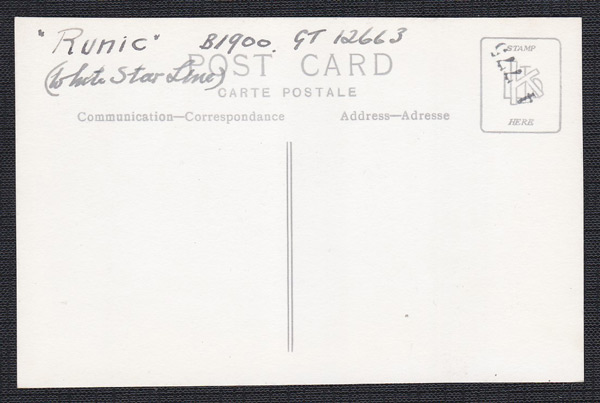 "Runic" B1900. GT 12663
(White Star Line)
POST CARD
CARTE POSTALE
Communication—Correspondance
Address—Adresse
STAMP
HERE